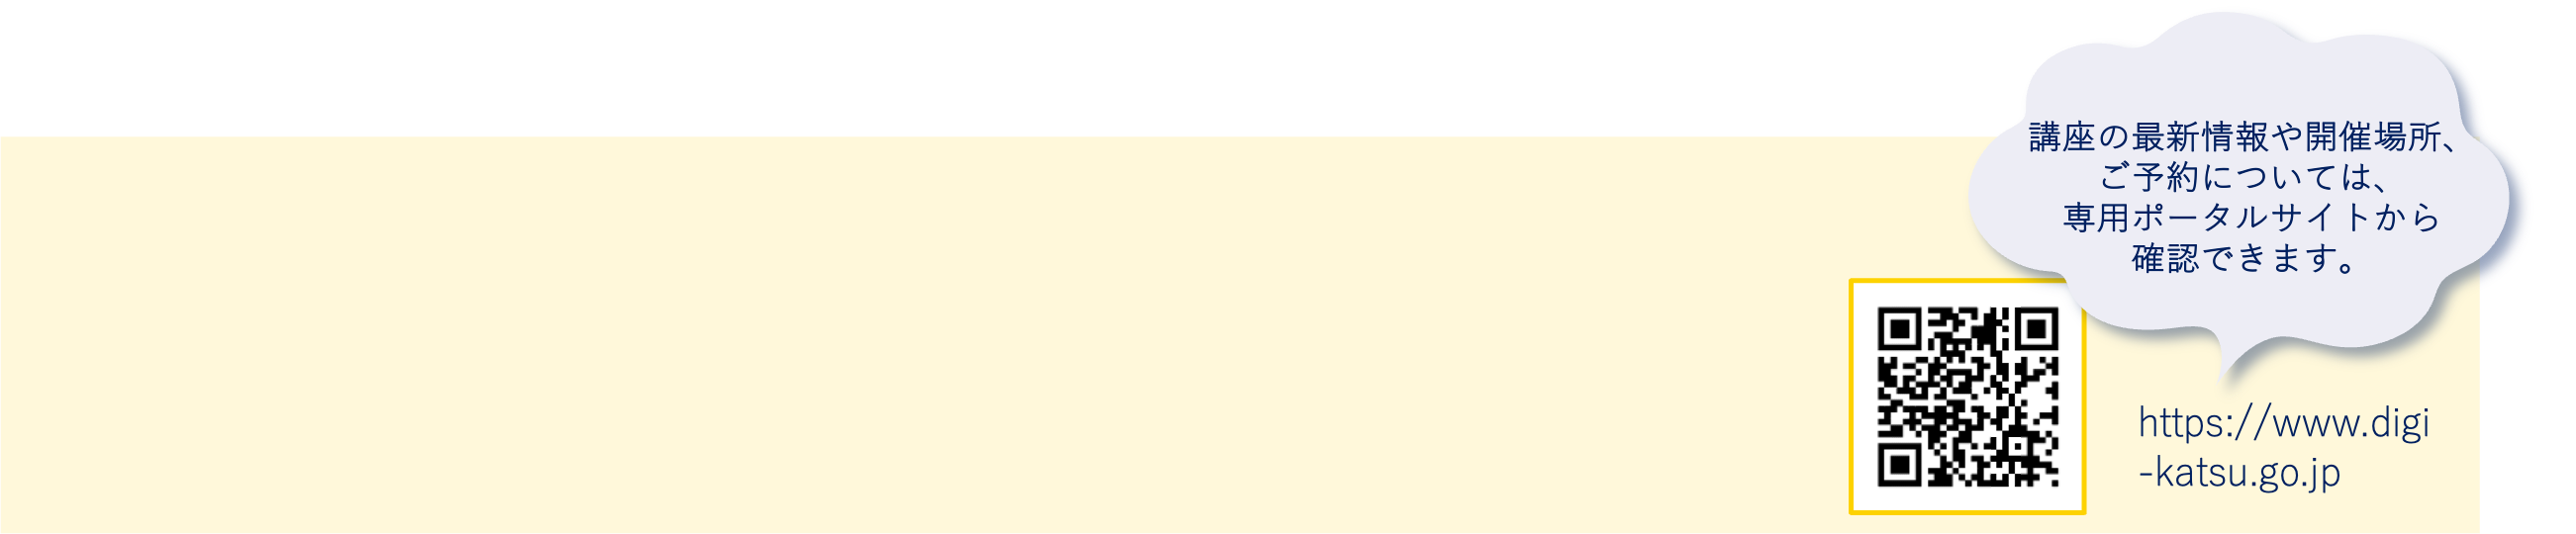 講座の最新情報や開催場所、
ご予約については、
専用ポータルサイトから
確認できます。
https://www.digi
-katsu.go.jp